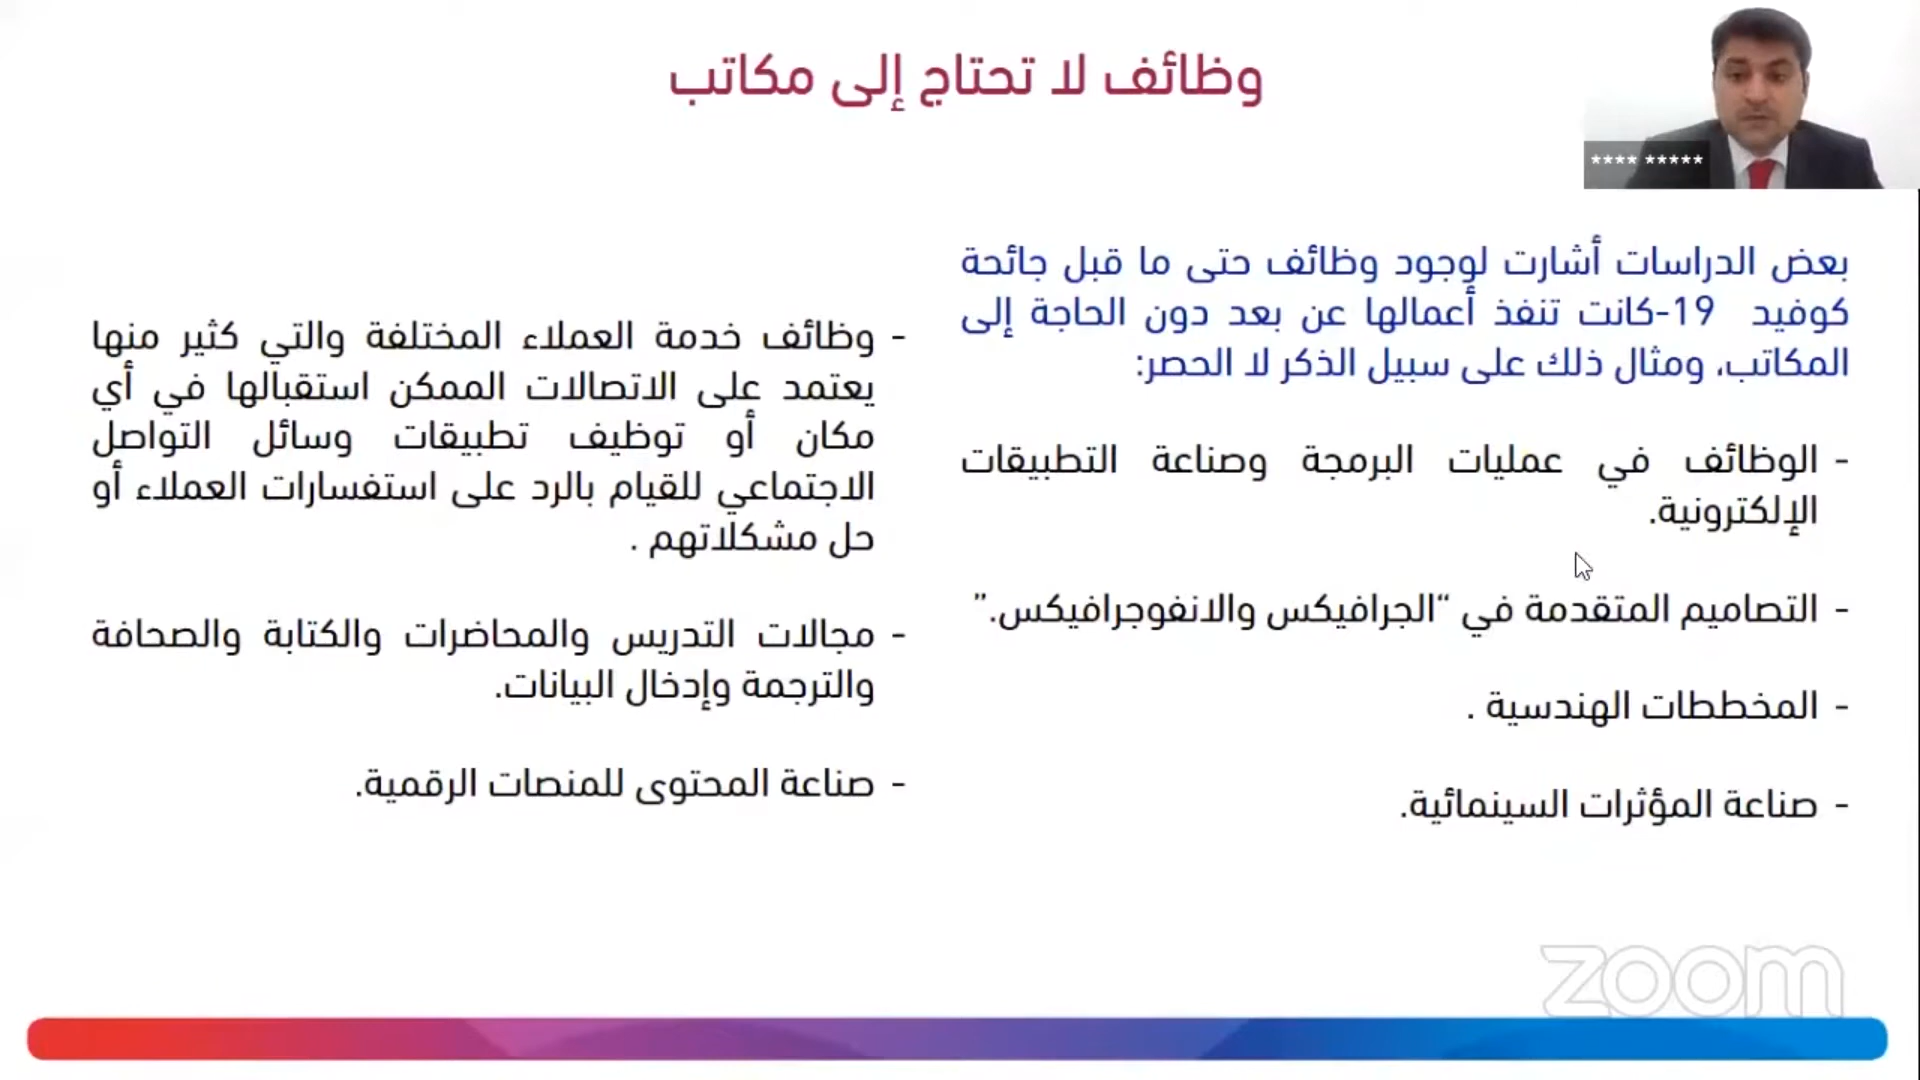 وظائف لا تحتاج إلى مكاتب
**** *****
بعض الدراسات أشارت لوجود وظائف حتى ما قبل جائحة
كوفيد 19-كانت تنفذ أعمالها عن بعد دون الحاجة إلى
المكاتب، ومثال ذلك على سبيل الذكر لا الحصر:
- الوظائف في عمليات البرمجة وصناعة التطبيقات
الإلكترونية.
- التصاميم المتقدمة في “الجرافيكس والانفوجرافيكس.”
- المخططات الهندسية .
- صناعة المؤثرات السينمائية.
- وظائف خدمة العملاء المختلفة والتي كثير منها
يعتمد على الاتصالات الممكن استقبالها في أي
مكان أو توظيف تطبيقات وسائل التواصل
الاجتماعي للقيام بالرد على استفسارات العملاء أو
حل مشكلاتهم .
- مجالات التدريس والمحاضرات والكتابة والصحافة
والترجمة وإدخال البيانات.
- صناعة المحتوى للمنصات الرقمية.
zoom